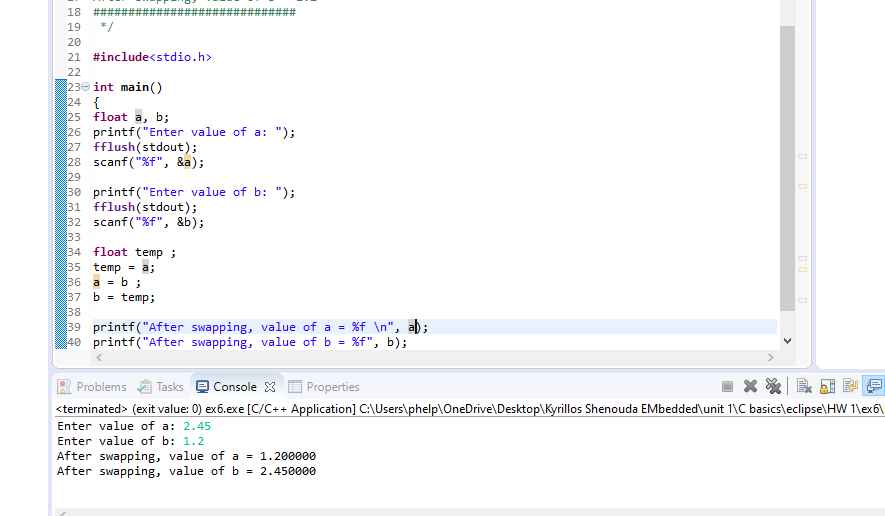 18 #############################
19 */
20
21 #include<stdio.h>
22
23 int main()
24 {
25 float a, b;
26 printf("Enter value of a: ");
27 fflush(stdout);
28 scanf("%f", &a);
29
30 printf("Enter value of b: ");
31 fflush(stdout);
32 scanf("%f", &b);
33
34 float temp ;
35 temp = a;
36 a = b ;
37 b = temp;
38
39 printf("After swapping, value of a = %f \n", a);
40 printf("After swapping, value of b = %f", b);
Problems Tasks Console Properties
<terminated> (exit value: 0) ex6.exe [C/C++ Application] C:\Users\phelp\OneDrive\Desktop\Kyrillos Shenouda EMbedded\unit 1\C basics\eclipse\HW 1\ex6\
Enter value of a: 2.45
Enter value of b: 1.2
After swapping, value of a = 1.200000
After swapping, value of b = 2.450000